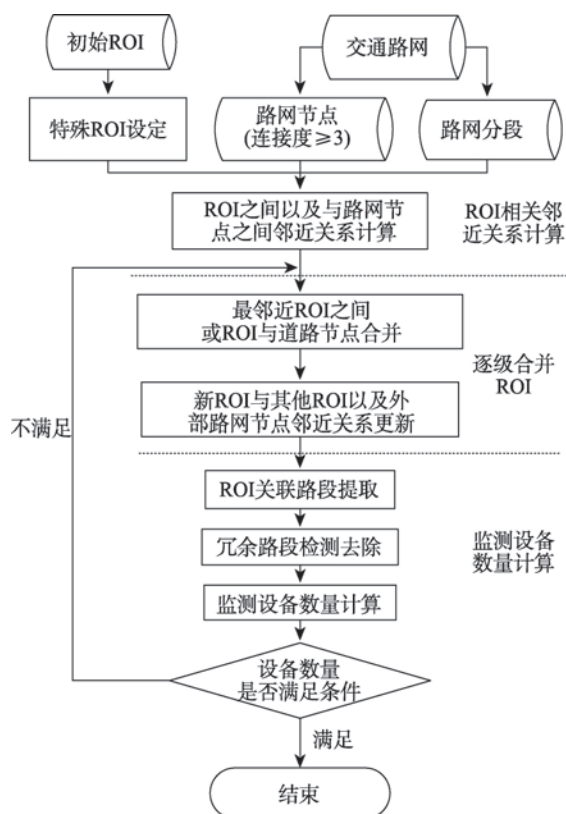 初始ROI
交通路网
特殊ROI设定
路网节点
(连接度≥3)
路网分段
ROI之间以及与路网节
点之间邻近关系计算
ROI相关邻
近关系计算
最邻近ROI之间
或ROI与道路节点合并
逐级合并
ROI
新ROI与其他ROI以及外
部路网节点邻近关系更新
不满足
ROI关联路段提取
冗余路段检测去除
监测设备
数量计算
监测设备数量计算
设备数量
是否满足条件
满足
结束